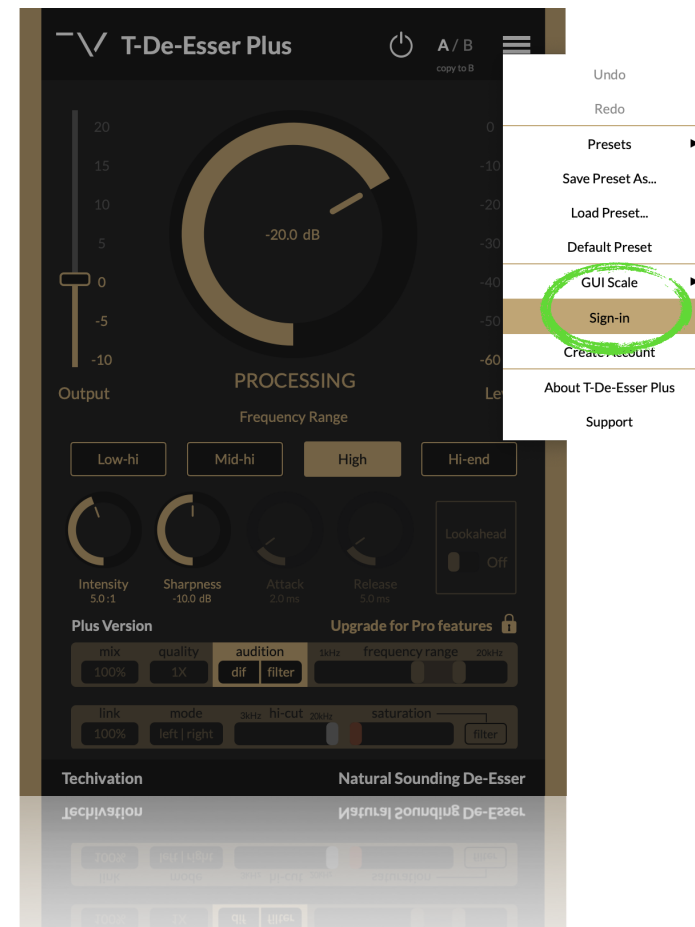 T-De-Esser Plus
A / B
copy to B
Undo
Redo
Presets
Save Preset As...
Load Preset...
Default Preset
GUI Scale
Sign-in
Create Account
About T-De-Esser Plus
Support
20
15
10
5
0
-5
-10
Output
-20.0 dB
PROCESSING
Frequency Range
0
-10
-20
-30
-40
-50
-60
Le
Low-hi
Mid-hi
High
Hi-end
Intensity
5.0 :1
Sharpness
-10.0 dB
Attack
2.0 ms
Release
5.0 ms
Lookahead
Off
Plus Version
Upgrade for Pro features
mix
100%
quality
1X
audition
dif
filter
1kHz
frequency range
20kHz
link
100%
mode
left | right
3kHz
hi-cut
20kHz
saturation
filter
Techivation
Natural Sounding De-Esser